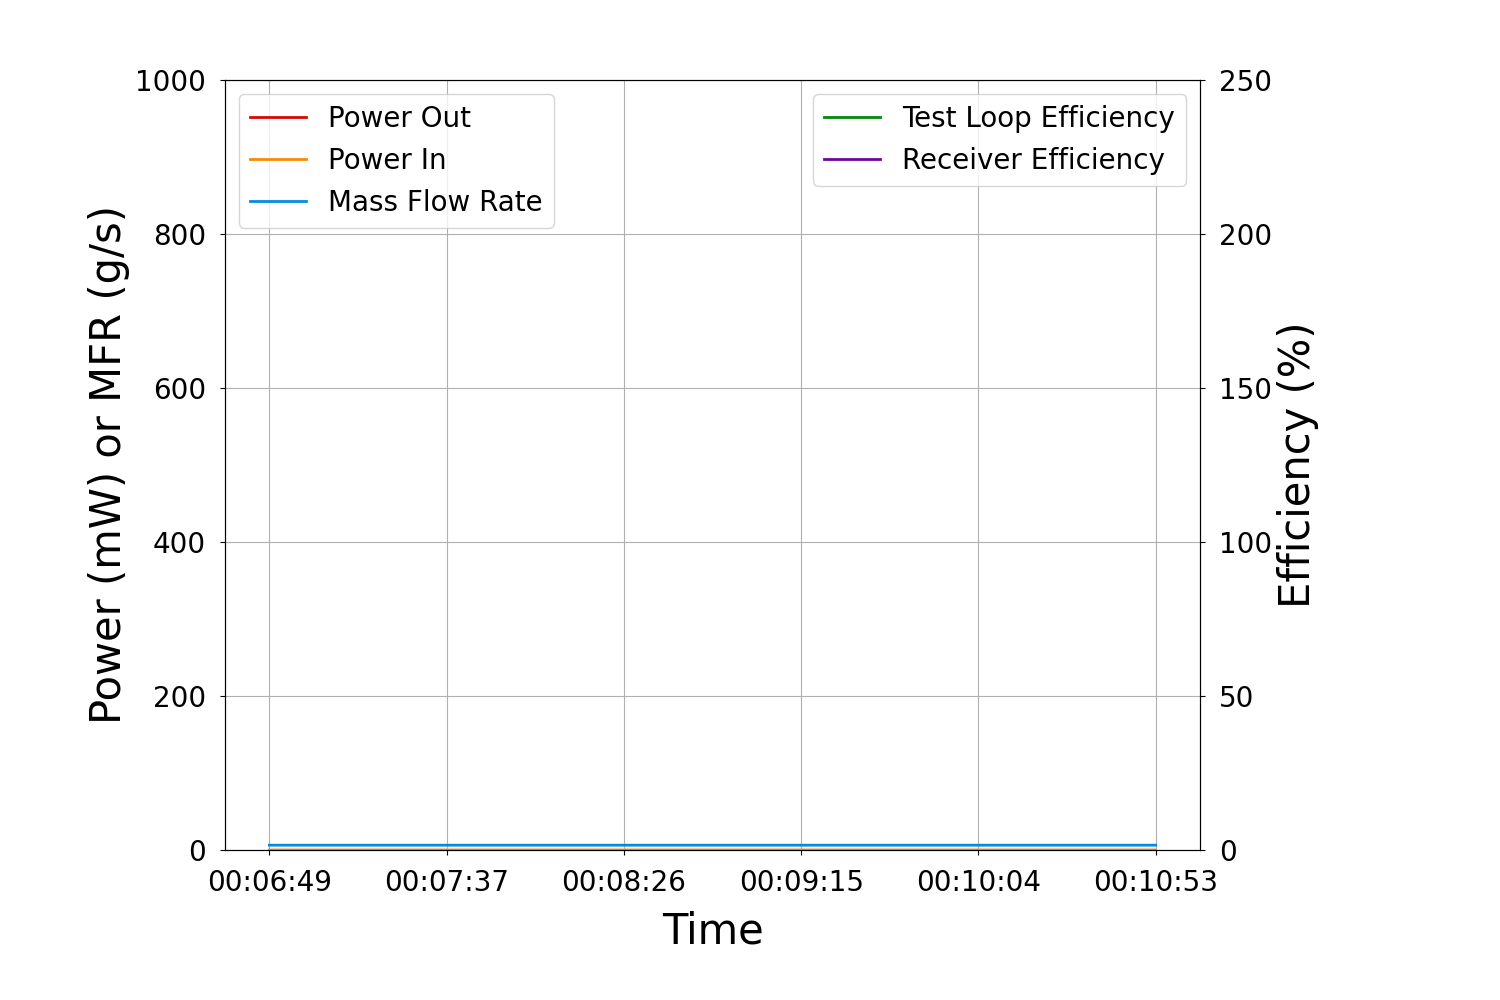 Power Out
Power In
Mass Flow Rate
Test Loop Efficiency
Receiver Efficiency
Power (mW) or MFR (g/s)
1000
800
600
400
200
0
250
200
150
100
50
0
Efficiency (%)
00:06:49 00:07:37 00:08:26 00:09:15 00:10:04 00:10:53
Time